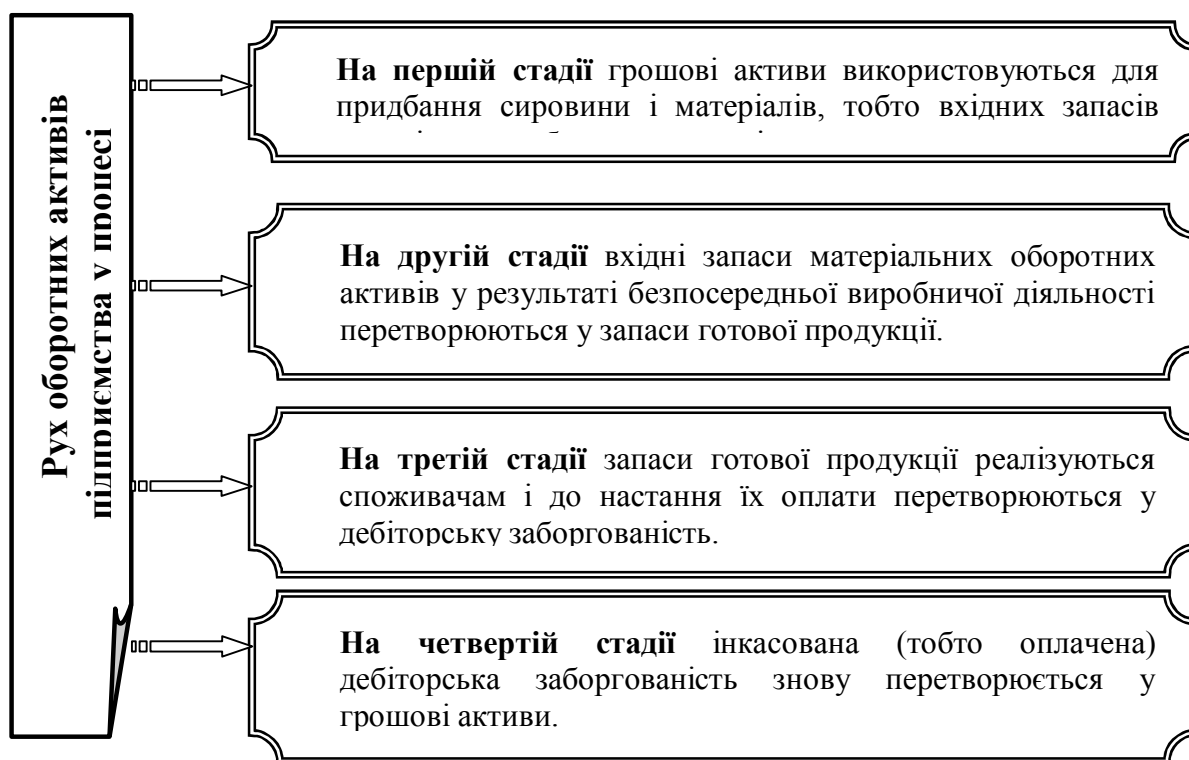 Рух оборотних активів
підприємства у процесі
На першій стадії грошові активи використовуються для
придбання сировини і матеріалів, тобто вхідних запасів
На другій стадії вхідні запаси матеріальних оборотних
активів у результаті безпосередньої виробничої діяльності
перетворюються у запаси готової продукції.
На третій стадії запаси готової продукції реалізуються
споживачам і до настання їх оплати перетворюються у
дебіторську заборгованість.
На четвертій стадії інкасована (тобто оплачена)
дебіторська заборгованість знову перетворюється у
грошові активи.